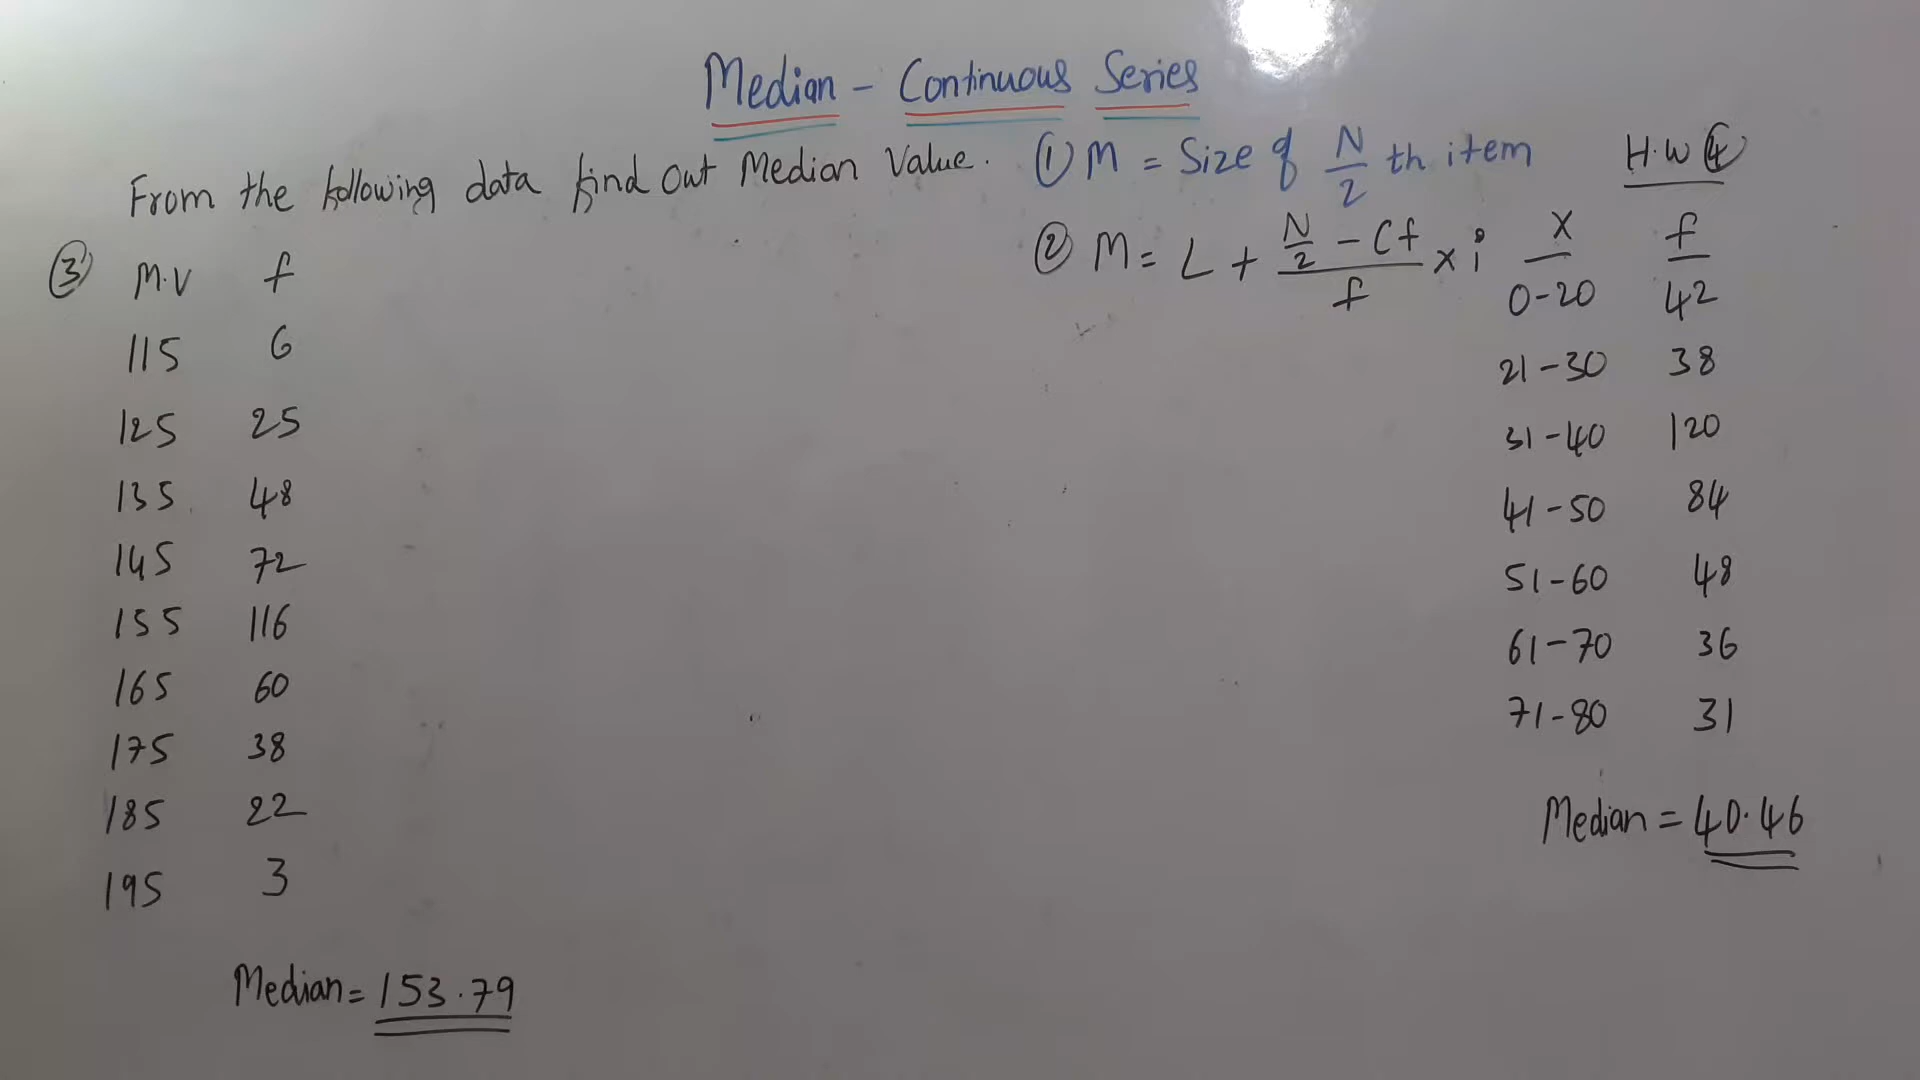 Median - Continuous Series
From the following data find out Median Value.
① M = Size of N/2 th item
② M = L + (N/2 - Cf)/f × i
③ M.V f
115 6
125 25
135 48
145 72
155 116
165 60
175 38
185 22
195 3
Median = 153.79
H.W ④
X f
0-20 42
21-30 38
31-40 120
41-50 84
51-60 48
61-70 36
71-80 31
Median = 40.46